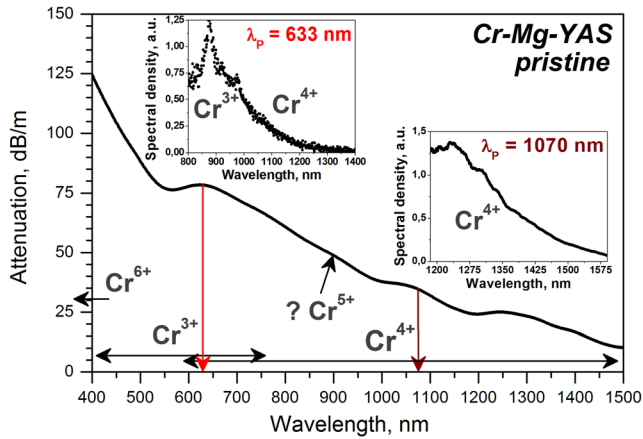 Cr-Mg-YAS
pristine
Attenuation, dB/m
150
125
100
75
50
25
0
400 500 600 700 800 900 1000 1100 1200 1300 1400 1500
Wavelength, nm
Spectral density, a.u.
1,25
1,00
0,75
0,50
0,25
0,00
800 900 1000 1100 1200 1300 1400
Wavelength, nm
λP = 633 nm
Cr3+
Cr4+
Spectral density, a.u.
1,5
1,0
0,5
0,0
1200 1275 1350 1425 1500 1589
Wavelength, nm
λP = 1070 nm
Cr4+
Cr6+
? Cr5+
Cr3+
Cr4+